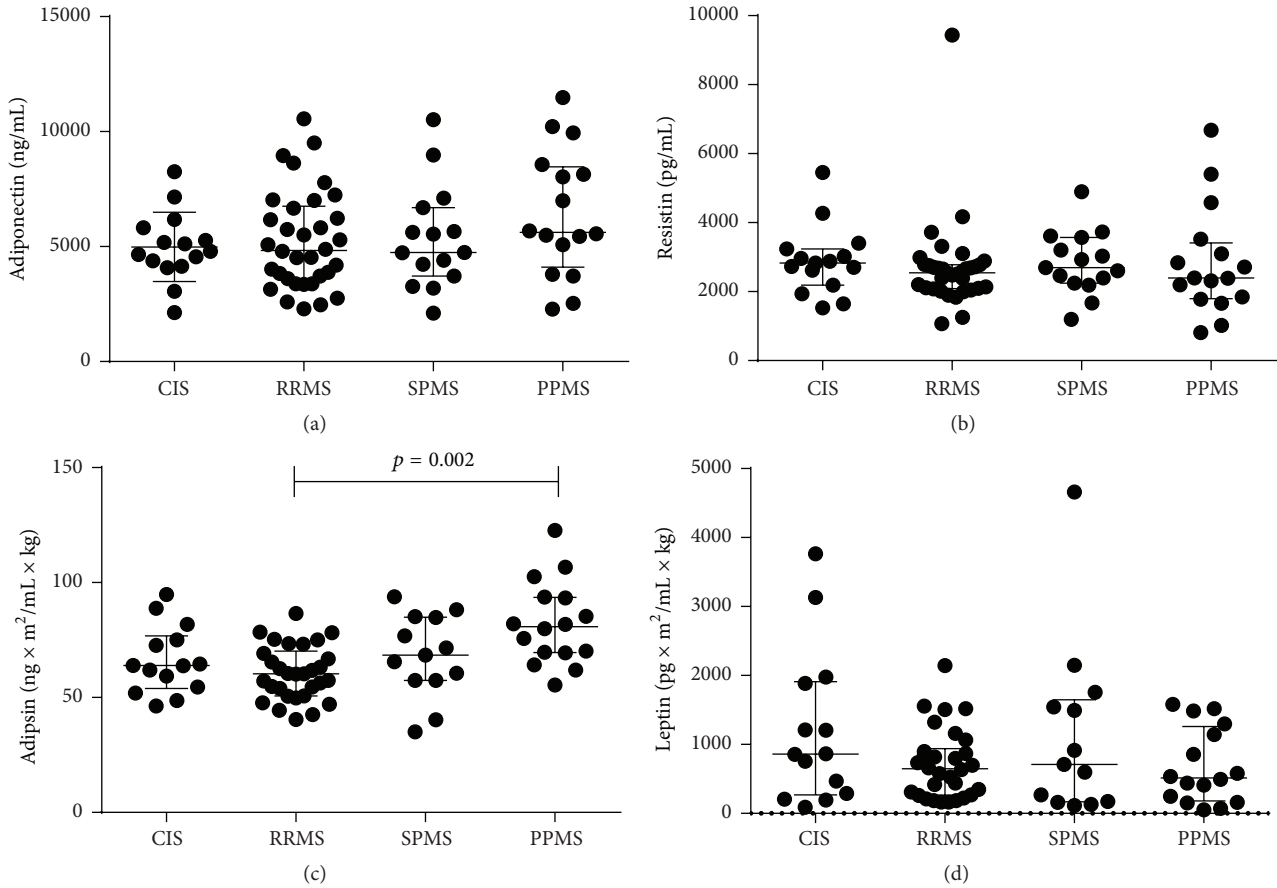 15000
10000
5000
0
Adiponectin (ng/mL)
CIS RRMS SPMS PPMS
(a)
10000
8000
6000
4000
2000
0
Resistin (pg/mL)
CIS RRMS SPMS PPMS
(b)
150
100
50
0
Adipsin (ng × m²/mL × kg)
p = 0.002
CIS RRMS SPMS PPMS
(c)
5000
4000
3000
2000
1000
0
Leptin (pg × m²/mL × kg)
CIS RRMS SPMS PPMS
(d)